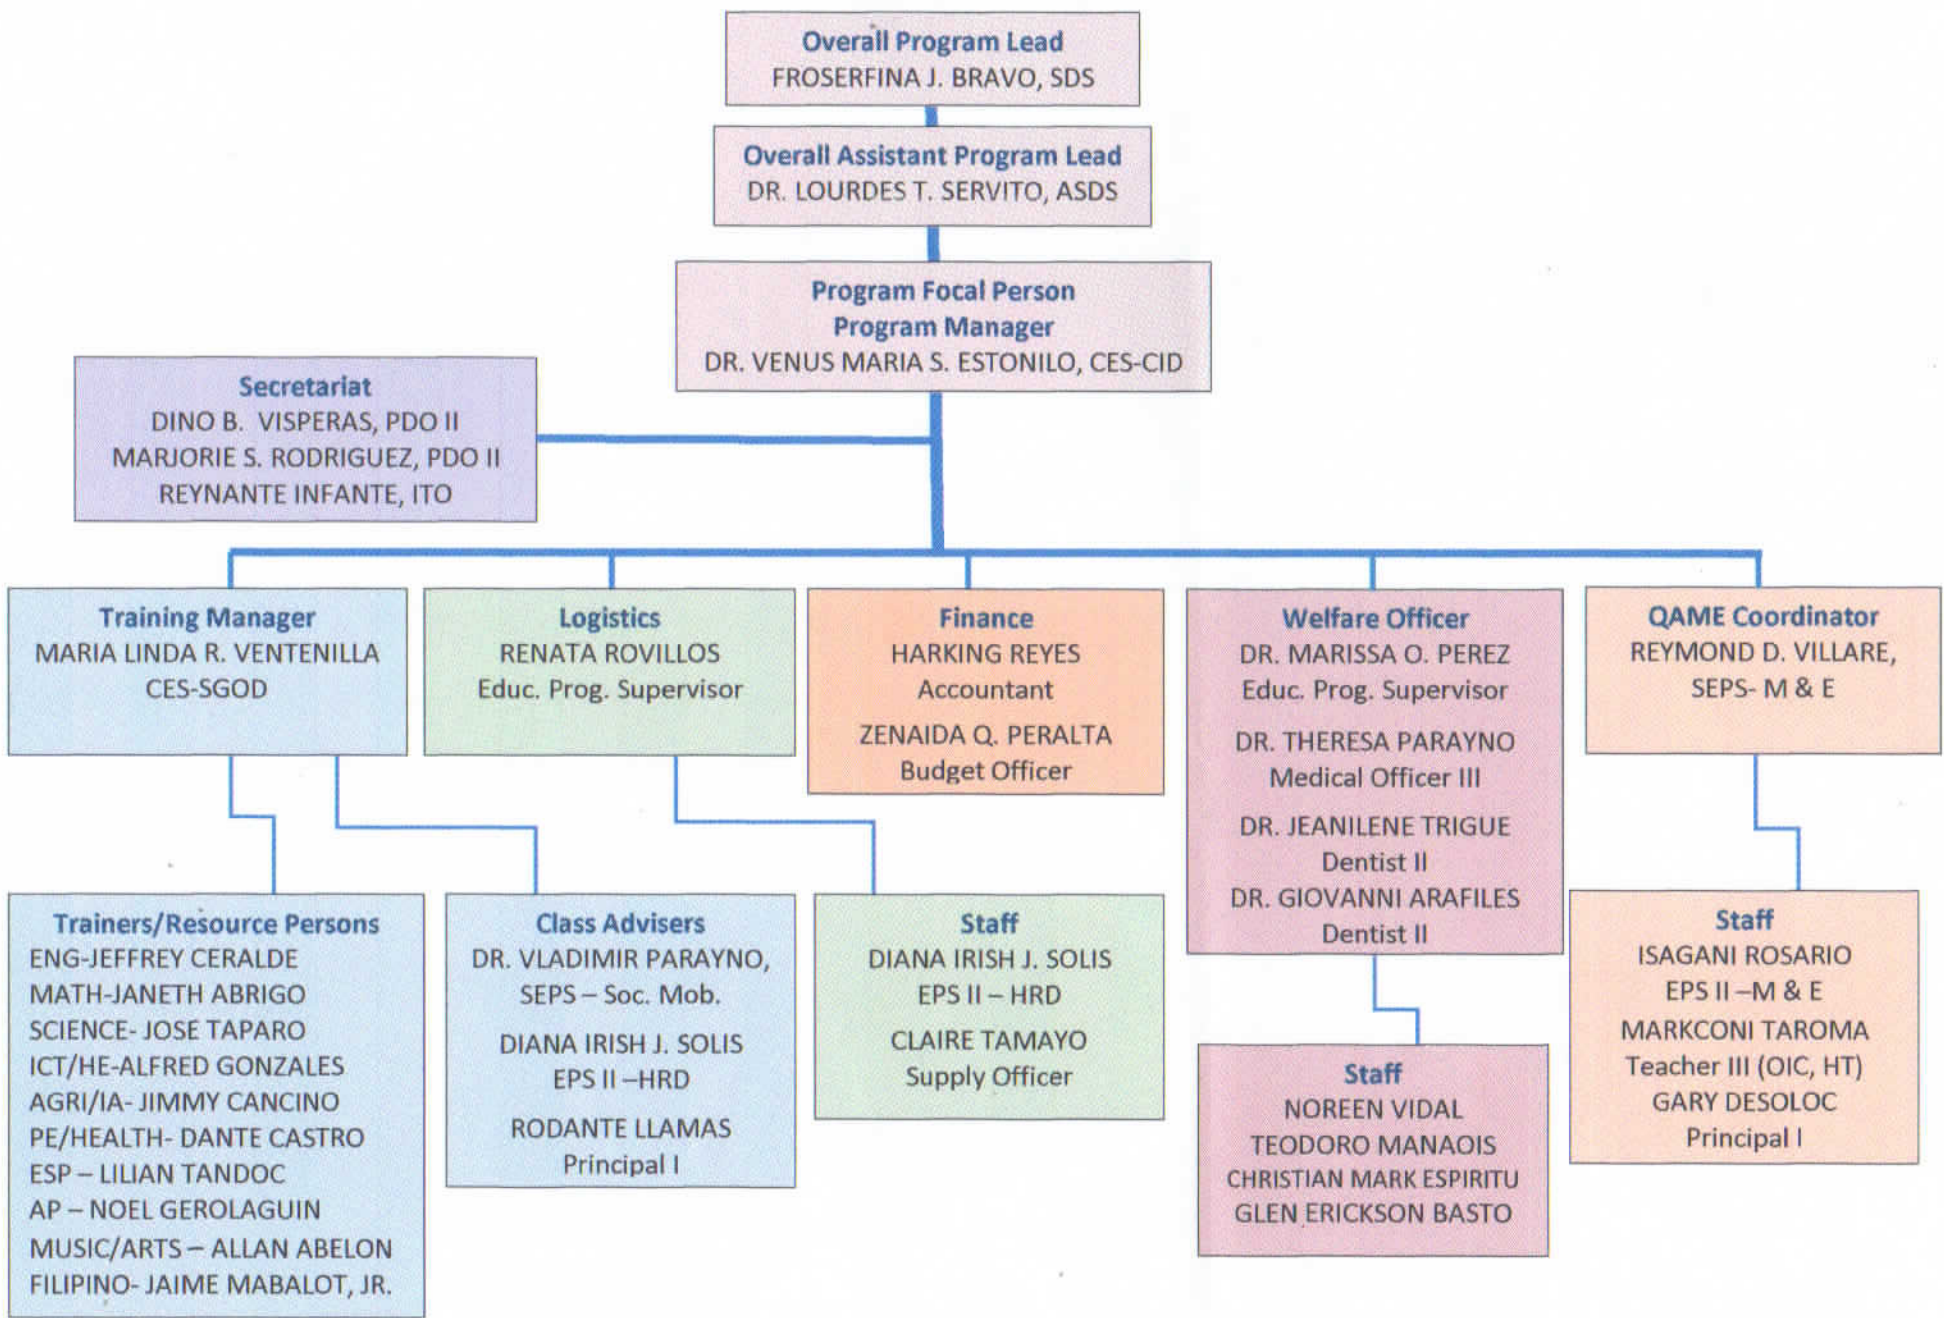 Overall Program Lead
FROSERFINA J. BRAVO, SDS
Overall Assistant Program Lead
DR. LOURDES T. SERVITO, ASDS
Program Focal Person
Program Manager
DR. VENUS MARIA S. ESTONILO, CES-CID
Secretariat
DINO B. VISPERAS, PDO II
MARJORIE S. RODRIGUEZ, PDO II
REYNANTE INFANTE, ITO
Training Manager
MARIA LINDA R. VENTENILLA
CES-SGOD
Logistics
RENATA ROVILLOS
Educ. Prog. Supervisor
Finance
HARKING REYES
Accountant
ZENAIDA Q. PERALTA
Budget Officer
Welfare Officer
DR. MARISSA O. PEREZ
Educ. Prog. Supervisor
DR. THERESA PARAYNO
Medical Officer III
DR. JEANILENE TRIGUE
Dentist II
DR. GIOVANNI ARAFILES
Dentist II
QAME Coordinator
REYMOND D. VILLARE,
SEPS- M & E
Trainers/Resource Persons
ENG-JEFFREY CERALDE
MATH-JANETH ABRIGO
SCIENCE- JOSE TAPARO
ICT/HE-ALFRED GONZALES
AGRI/IA- JIMMY CANCINO
PE/HEALTH- DANTE CASTRO
ESP – LILIAN TANDOC
AP – NOEL GEROLAGUIN
MUSIC/ARTS – ALLAN ABELON
FILIPINO- JAIME MABALOT, JR.
Class Advisers
DR. VLADIMIR PARAYNO,
SEPS – Soc. Mob.
DIANA IRISH J. SOLIS
EPS II –HRD
RODANTE LLAMAS
Principal I
Staff
DIANA IRISH J. SOLIS
EPS II – HRD
CLAIRE TAMAYO
Supply Officer
Staff
NOREEN VIDAL
TEODORO MANAOIS
CHRISTIAN MARK ESPIRITU
GLEN ERICKSON BASTO
Staff
ISAGANI ROSARIO
EPS II –M & E
MARKCONI TAROMA
Teacher III (OIC, HT)
GARY DESOLOC
Principal I